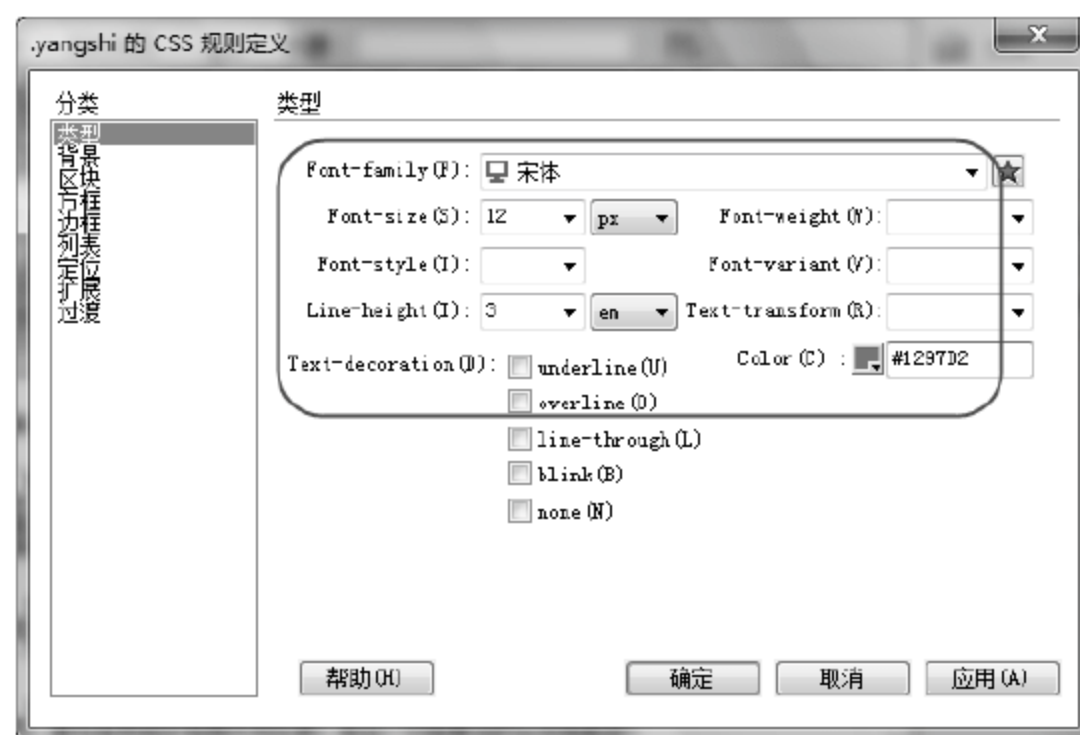 .yangshi 的 CSS 规则定义
分类
类型
背景
区块
方框
边框
列表
定位
扩展
过渡
类型
Font-family(F): 宋体
Font-size(S): 12 px Font-weight(W):
Font-style(T): Font-variant(V):
Line-height(I): 3 en Text-transform(R):
Text-decoration(D): underline(U) Color(C) : #1297D2
overline(O)
line-through(L)
blink(B)
none(N)
帮助(H) 确定 取消 应用(A)